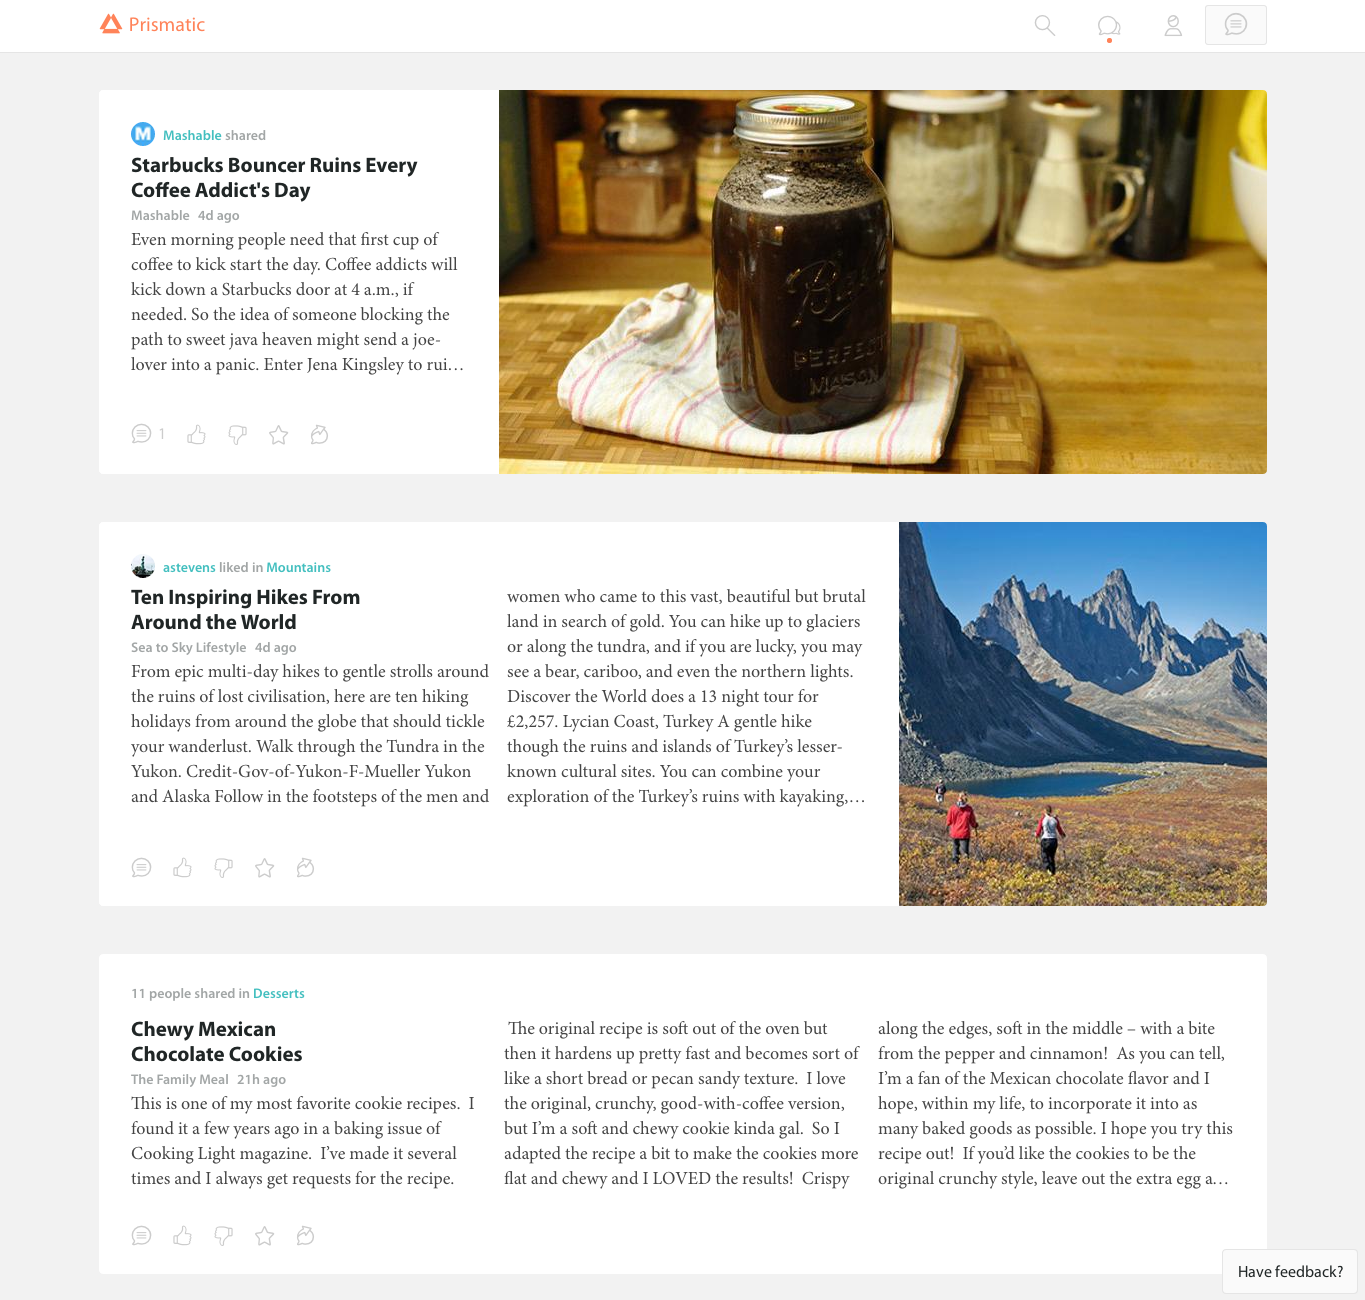 Prismatic
Mashable shared
Starbucks Bouncer Ruins Every
Coffee Addict's Day
Mashable 4d ago
Even morning people need that first cup of
coffee to kick start the day. Coffee addicts will
kick down a Starbucks door at 4 a.m., if
needed. So the idea of someone blocking the
path to sweet java heaven might send a joe-
lover into a panic. Enter Jena Kingsley to rui…
1
Ball
PERFECT
MASON
astevens liked in Mountains
Ten Inspiring Hikes From
Around the World
Sea to Sky Lifestyle 4d ago
From epic multi-day hikes to gentle strolls around
the ruins of lost civilisation, here are ten hiking
holidays from around the globe that should tickle
your wanderlust. Walk through the Tundra in the
Yukon. Credit-Gov-of-Yukon-F-Mueller Yukon
and Alaska Follow in the footsteps of the men and
women who came to this vast, beautiful but brutal
land in search of gold. You can hike up to glaciers
or along the tundra, and if you are lucky, you may
see a bear, cariboo, and even the northern lights.
Discover the World does a 13 night tour for
£2,257. Lycian Coast, Turkey A gentle hike
though the ruins and islands of Turkey’s lesser-
known cultural sites. You can combine your
exploration of the Turkey’s ruins with kayaking,…
11 people shared in Desserts
Chewy Mexican
Chocolate Cookies
The Family Meal 21h ago
This is one of my most favorite cookie recipes. I
found it a few years ago in a baking issue of
Cooking Light magazine. I’ve made it several
times and I always get requests for the recipe.
The original recipe is soft out of the oven but
then it hardens up pretty fast and becomes sort of
like a short bread or pecan sandy texture. I love
the original, crunchy, good-with-coffee version,
but I’m a soft and chewy cookie kinda gal. So I
adapted the recipe a bit to make the cookies more
flat and chewy and I LOVED the results! Crispy
along the edges, soft in the middle – with a bite
from the pepper and cinnamon! As you can tell,
I’m a fan of the Mexican chocolate flavor and I
hope, within my life, to incorporate it into as
many baked goods as possible. I hope you try this
recipe out! If you’d like the cookies to be the
original crunchy style, leave out the extra egg a…
Have feedback?